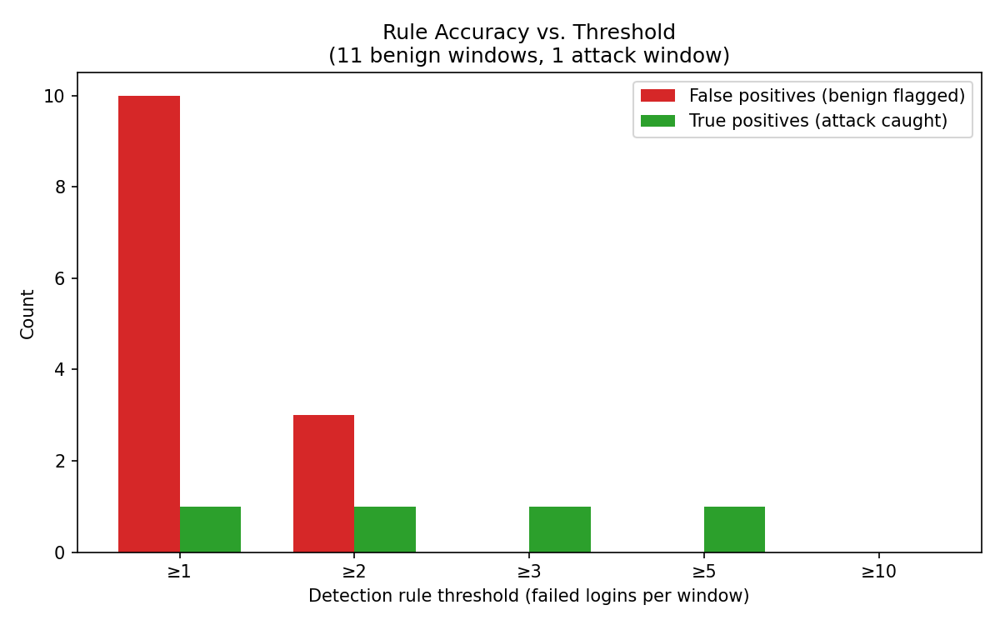 Rule Accuracy vs. Threshold
(11 benign windows, 1 attack window)
False positives (benign flagged)
True positives (attack caught)
Count
10
8
6
4
2
0
≥1
≥2
≥3
≥5
≥10
Detection rule threshold (failed logins per window)